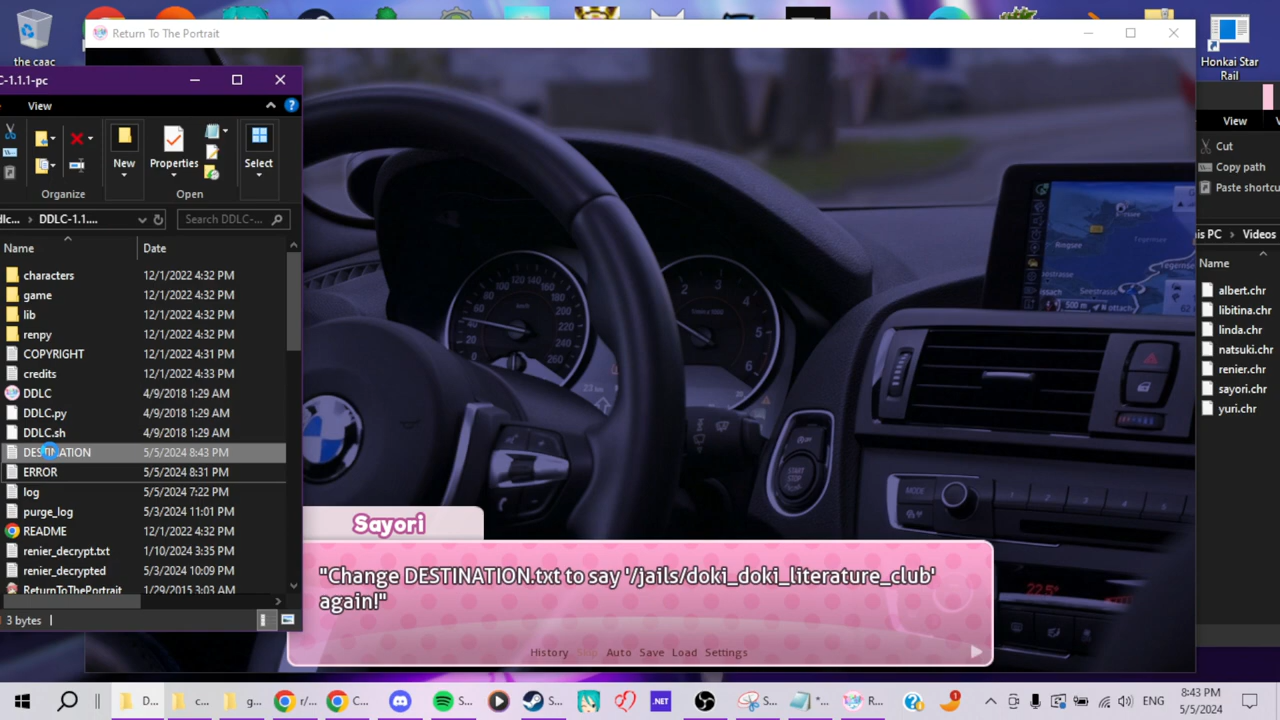 Return To The Portrait
the caac
Honkai Star
Rail
C-1.1.1-pc
View
New
Properties
Select
Organize
Open
DDLC-1.1....
Search DDLC-...
Name
Date
characters 12/1/2022 4:32 PM
game 12/1/2022 4:32 PM
lib 12/1/2022 4:32 PM
renpy 12/1/2022 4:32 PM
COPYRIGHT 12/1/2022 4:31 PM
credits 12/1/2022 4:33 PM
DDLC 4/9/2018 1:29 AM
DDLC.py 4/9/2018 1:29 AM
DDLC.sh 4/9/2018 1:29 AM
DESTINATION 5/5/2024 8:43 PM
ERROR 5/5/2024 8:31 PM
log 5/5/2024 7:22 PM
purge_log 5/3/2024 11:01 PM
README 12/1/2022 4:32 PM
renier_decrypt.txt 1/10/2024 3:35 PM
renier_decrypted 5/3/2024 10:09 PM
ReturnToThePortrait 1/29/2015 3:03 AM
3 bytes
View
Cut
Copy path
Paste shortcu
is PC > Videos
Name
albert.chr
libitina.chr
linda.chr
natsuki.chr
renier.chr
sayori.chr
yuri.chr
START
STOP
MODE
22.5°
Sayori
"Change DESTINATION.txt to say '/jails/doki_doki_literature_club'
again!"
History Skip Auto Save Load Settings
D...
c...
g...
r/...
C...
S...
S...
.NET
S...
*...
R...
1
ENG
8:43 PM
5/5/2024